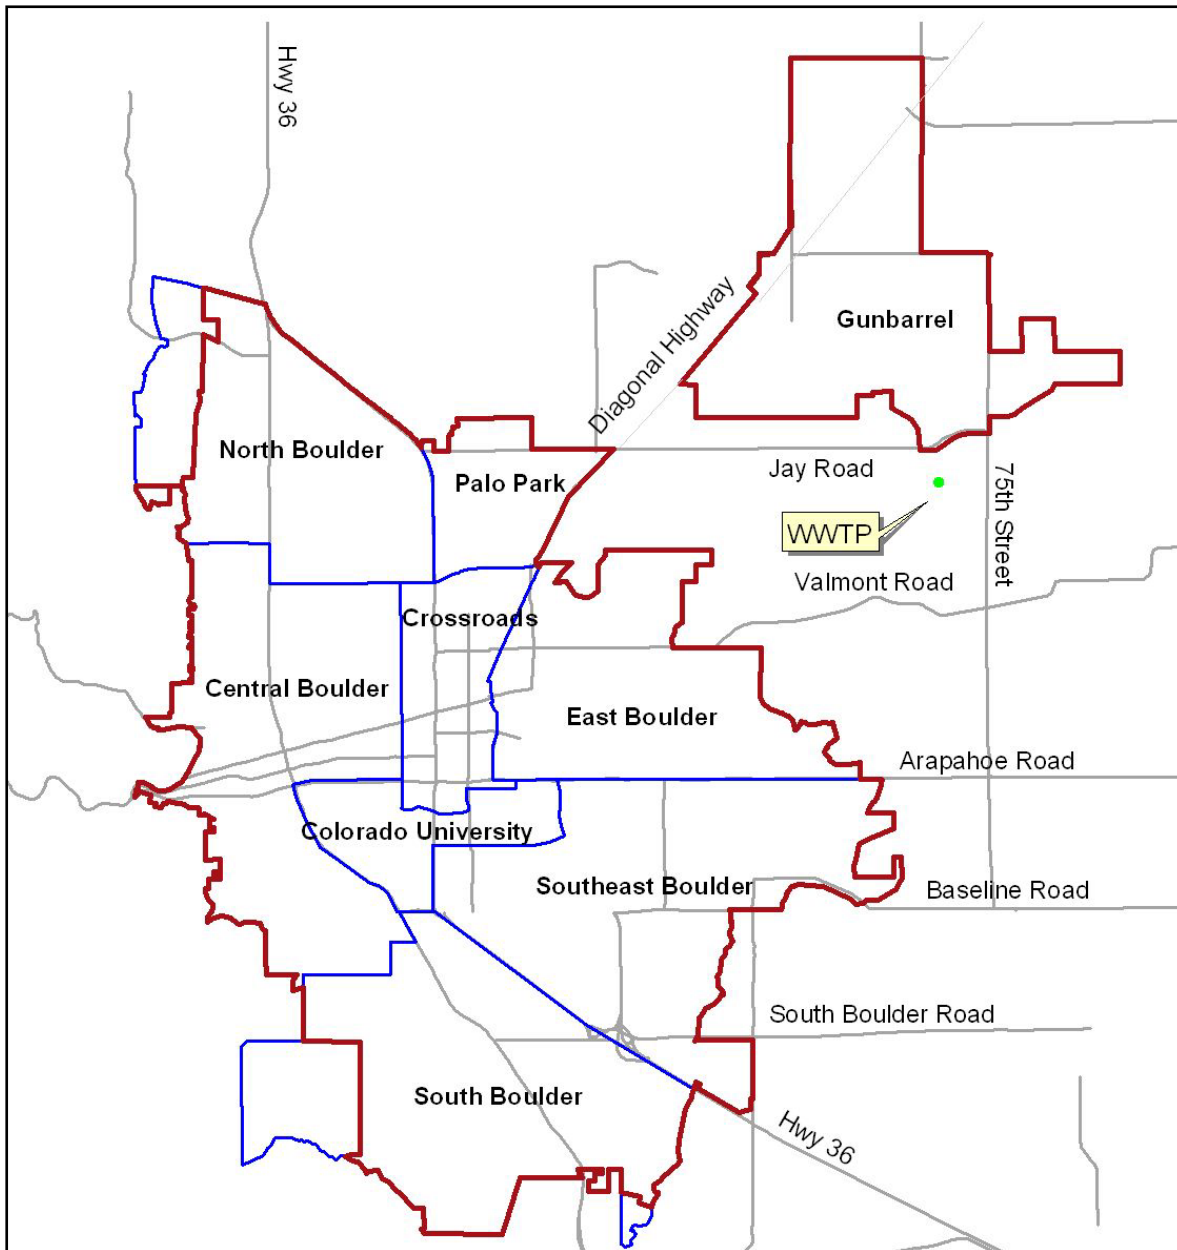 Hwy 36
Gunbarrel
Diagonal Highway
North Boulder
Palo Park
Jay Road
75th Street
WWTP
Valmont Road
Crossroads
Central Boulder
East Boulder
Arapahoe Road
Colorado University
Southeast Boulder
Baseline Road
South Boulder Road
South Boulder
Hwy 36